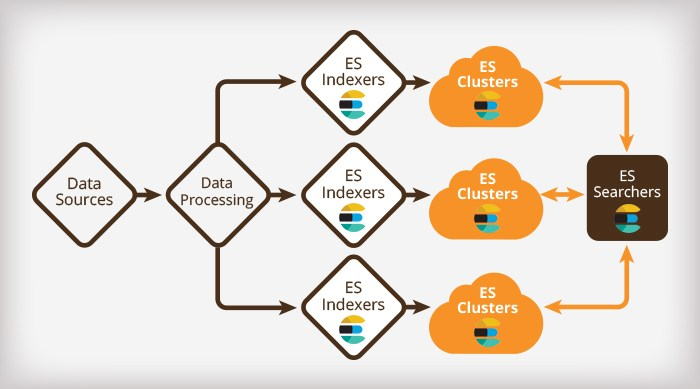 Data
Sources
Data
Processing
ES
Indexers
ES
Clusters
ES
Indexers
ES
Clusters
ES
Searchers
ES
Indexers
ES
Clusters